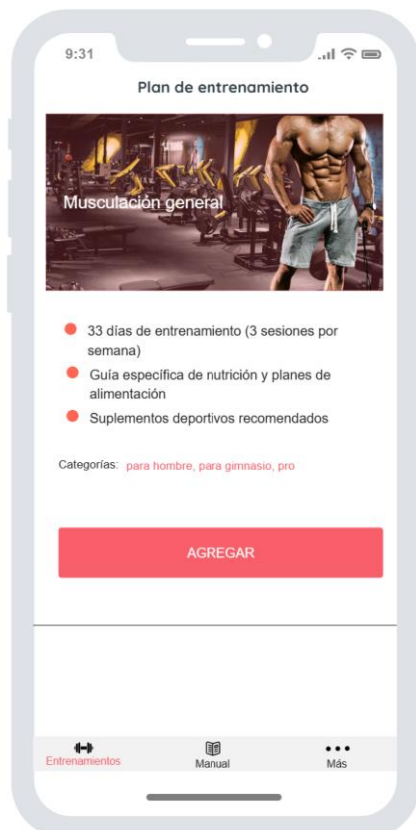 9:31
Plan de entrenamiento
Musculación general
33 días de entrenamiento (3 sesiones por
semana)
Guía específica de nutrición y planes de
alimentación
Suplementos deportivos recomendados
Categorías: para hombre, para gimnasio, pro
AGREGAR
Entrenamientos Manual Más